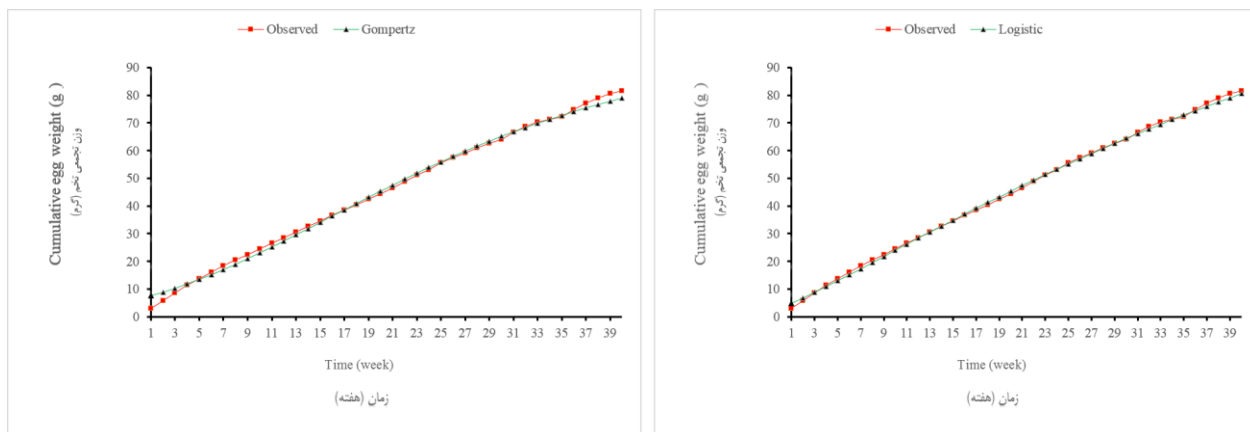 Observed Gompertz
Cumulative egg weight (g )
وزن تجمعی تخم (گرم)
90
80
70
60
50
40
30
20
10
0
1 3 5 7 9 11 13 15 17 19 21 23 25 27 29 31 33 35 37 39
Time (week)
زمان (هفته)
Observed Logistic
Cumulative egg weight (g )
وزن تجمعی تخم (گرم)
90
80
70
60
50
40
30
20
10
0
1 3 5 7 9 11 13 15 17 19 21 23 25 27 29 31 33 35 37 39
Time (week)
زمان (هفته)